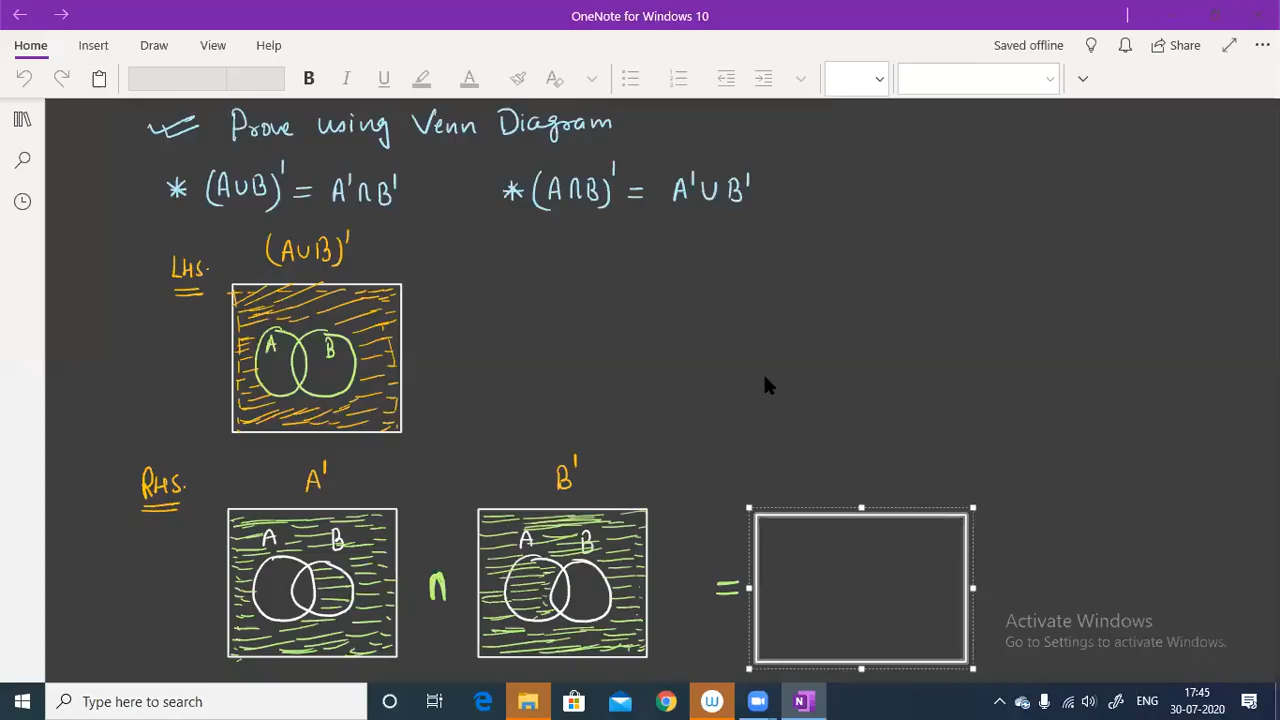 OneNote for Windows 10
Home Insert Draw View Help Saved offline Share
B I U A
✓ Prove using Venn Diagram
* (A∪B)' = A'∩B' * (A∩B)' = A'∪B'
(A∪B)'
LHS.
A B
RHS. A' B'
A B A B
∩ =
Activate Windows
Go to Settings to activate Windows.
Type here to search
ENG 17:45
30-07-2020